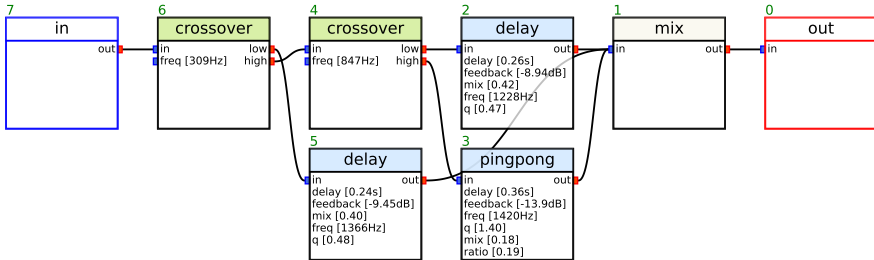 7
in
out
6
crossover
in
low
freq [309Hz]
high
4
crossover
in
low
freq [847Hz]
high
2
delay
in
out
delay [0.26s]
feedback [-8.94dB]
mix [0.42]
freq [1228Hz]
q [0.47]
1
mix
in
out
0
out
in
5
delay
in
out
delay [0.24s]
feedback [-9.45dB]
mix [0.40]
freq [1366Hz]
q [0.48]
3
pingpong
in
out
delay [0.36s]
feedback [-13.9dB]
freq [1420Hz]
q [1.40]
mix [0.18]
ratio [0.19]